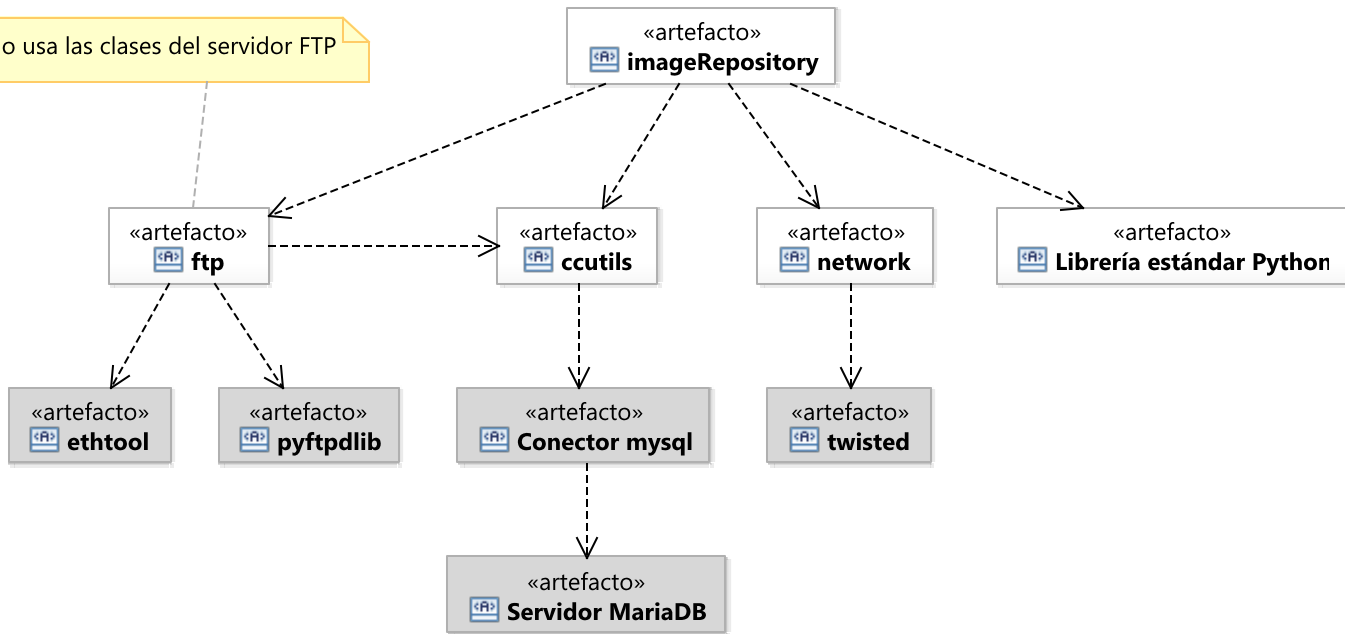 o usa las clases del servidor FTP
«artefacto»
imageRepository
«artefacto»
ftp
«artefacto»
ccutils
«artefacto»
network
«artefacto»
Librería estándar Python
«artefacto»
ethtool
«artefacto»
pyftpdlib
«artefacto»
Conector mysql
«artefacto»
twisted
«artefacto»
Servidor MariaDB